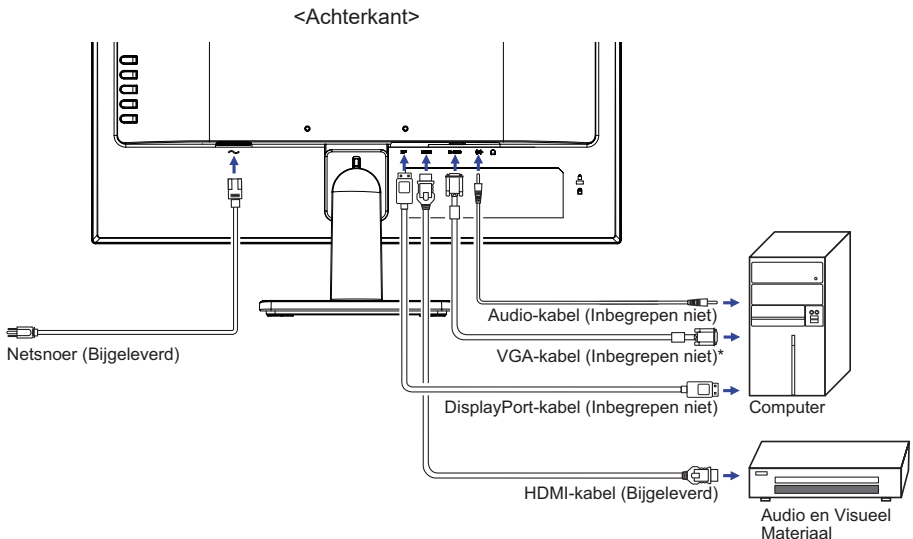 <Achterkant>
Audio-kabel (Inbegrepen niet)
Netsnoer (Bijgeleverd)
VGA-kabel (Inbegrepen niet)*
DisplayPort-kabel (Inbegrepen niet)
Computer
HDMI-kabel (Bijgeleverd)
Audio en Visueel
Materiaal